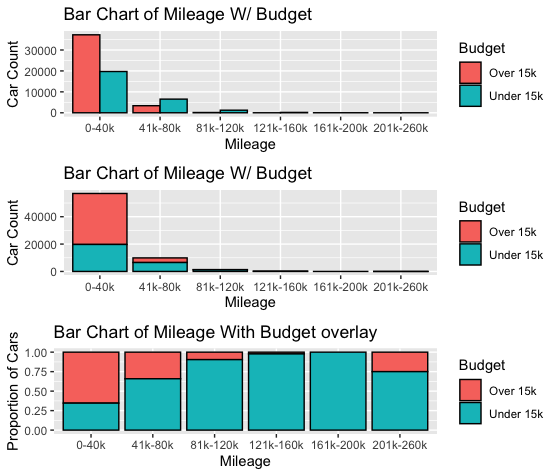 Bar Chart of Mileage W/ Budget
Car Count
30000
20000
10000
0
0-40k 41k-80k 81k-120k 121k-160k 161k-200k 201k-260k
Mileage
Budget
Over 15k
Under 15k
Bar Chart of Mileage W/ Budget
Car Count
40000
20000
0
0-40k 41k-80k 81k-120k 121k-160k 161k-200k 201k-260k
Mileage
Budget
Over 15k
Under 15k
Bar Chart of Mileage With Budget overlay
Proportion of Cars
1.00
0.75
0.50
0.25
0.00
0-40k 41k-80k 81k-120k 121k-160k 161k-200k 201k-260k
Mileage
Budget
Over 15k
Under 15k